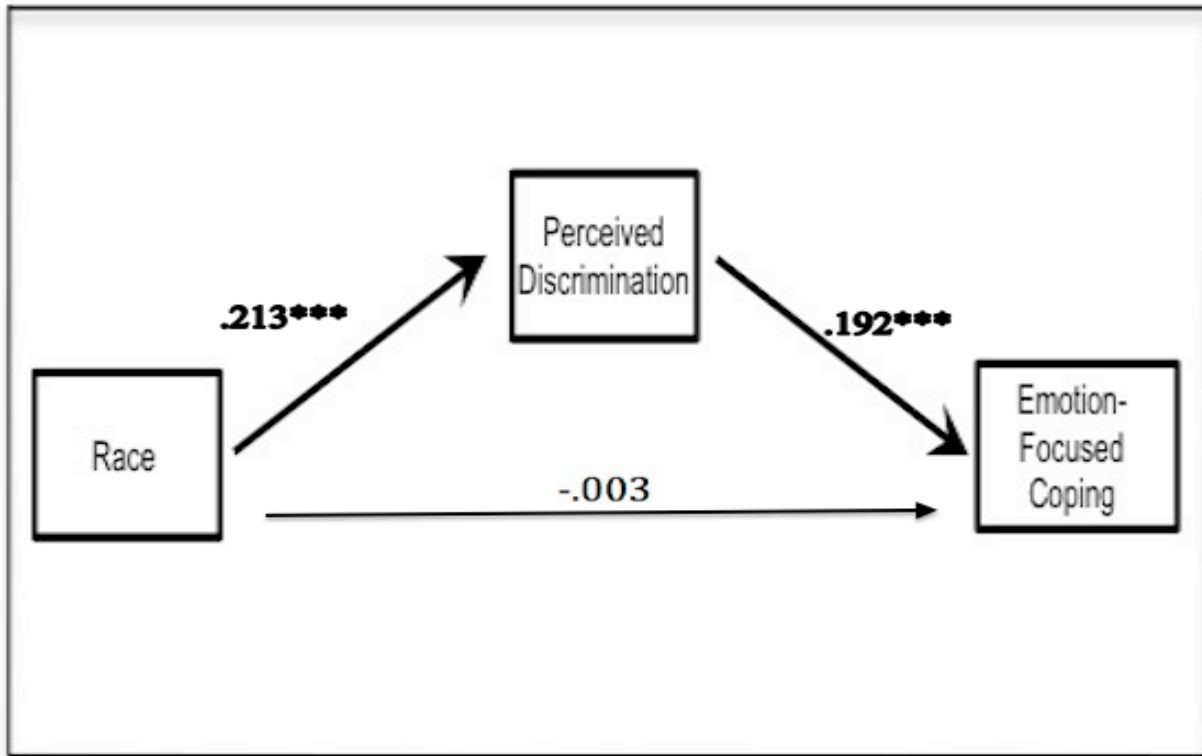 Perceived
Discrimination
.213***
.192***
Race
-.003
Emotion-
Focused
Coping